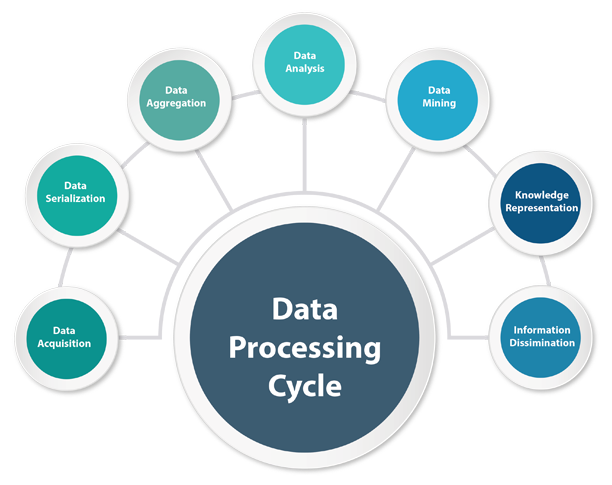 Data
Analysis
Data
Aggregation
Data
Mining
Data
Serialization
Knowledge
Representation
Data
Acquisition
Data
Processing
Cycle
Information
Dissimination